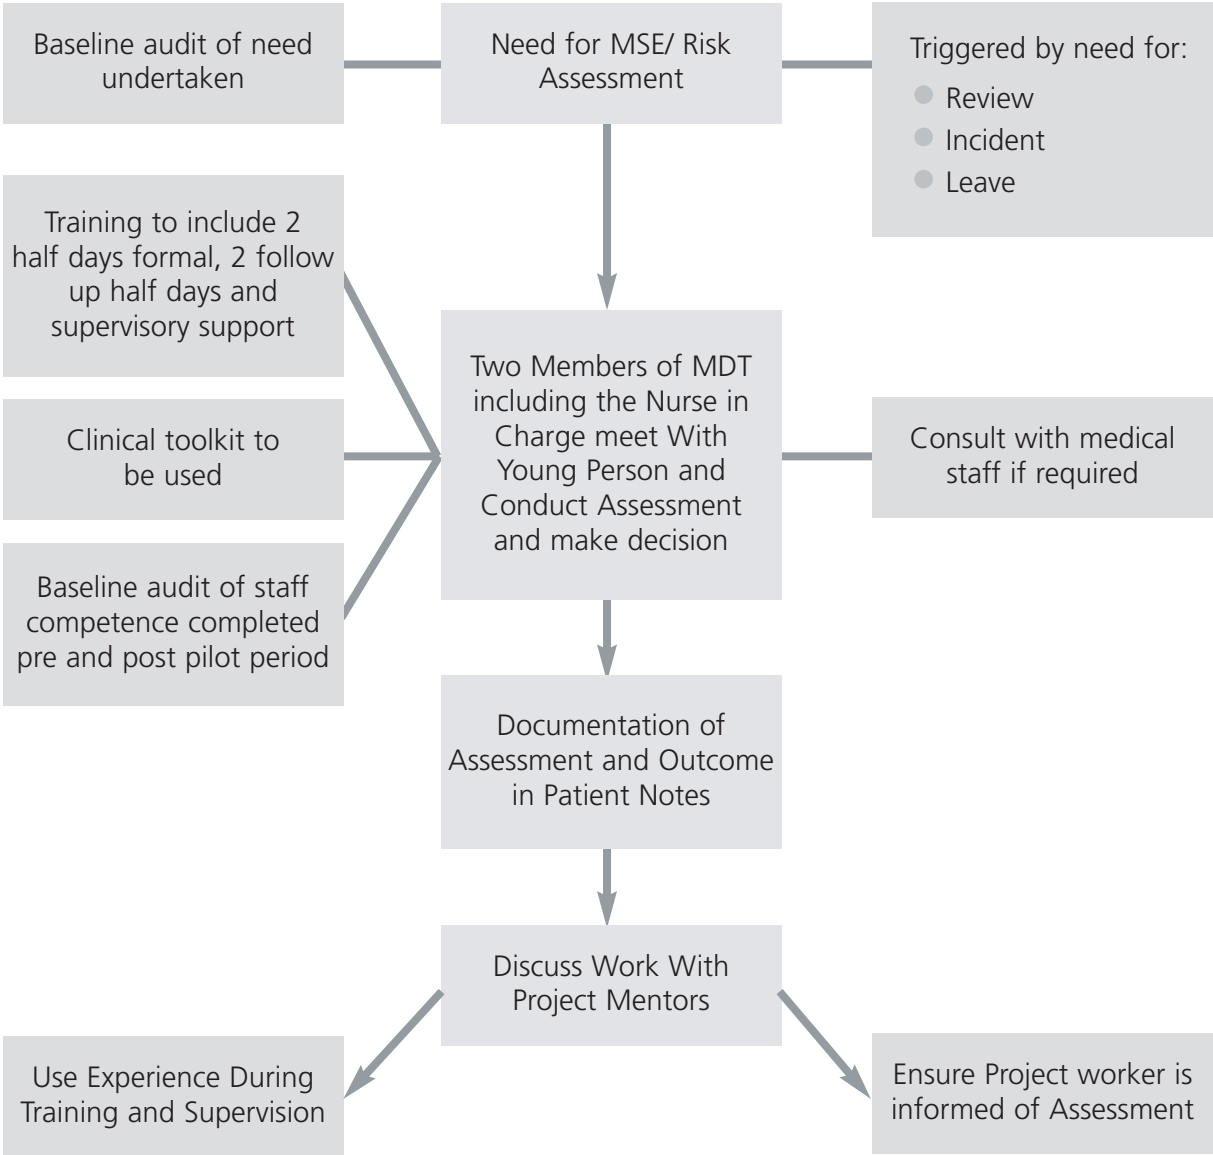 Baseline audit of need
undertaken
Need for MSE/ Risk
Assessment
Triggered by need for:
Review
Incident
Leave
Training to include 2
half days formal, 2 follow
up half days and
supervisory support
Two Members of MDT
including the Nurse in
Charge meet With
Young Person and
Conduct Assessment
and make decision
Clinical toolkit to
be used
Consult with medical
staff if required
Baseline audit of staff
competence completed
pre and post pilot period
Documentation of
Assessment and Outcome
in Patient Notes
Discuss Work With
Project Mentors
Use Experience During
Training and Supervision
Ensure Project worker is
informed of Assessment